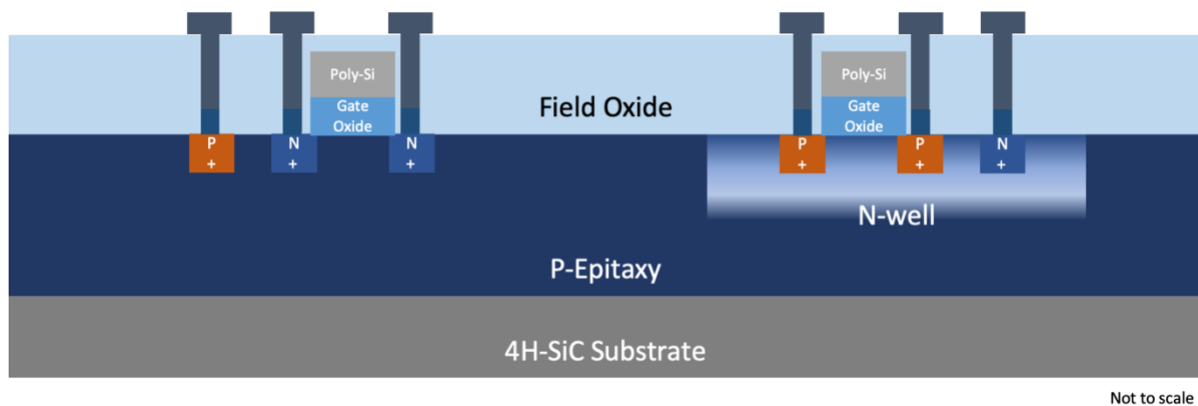 Poly-Si
Gate
Oxide
Field Oxide
Poly-Si
Gate
Oxide
P
+
N
+
N
+
P
+
P
+
N
+
N-well
P-Epitaxy
4H-SiC Substrate
Not to scale